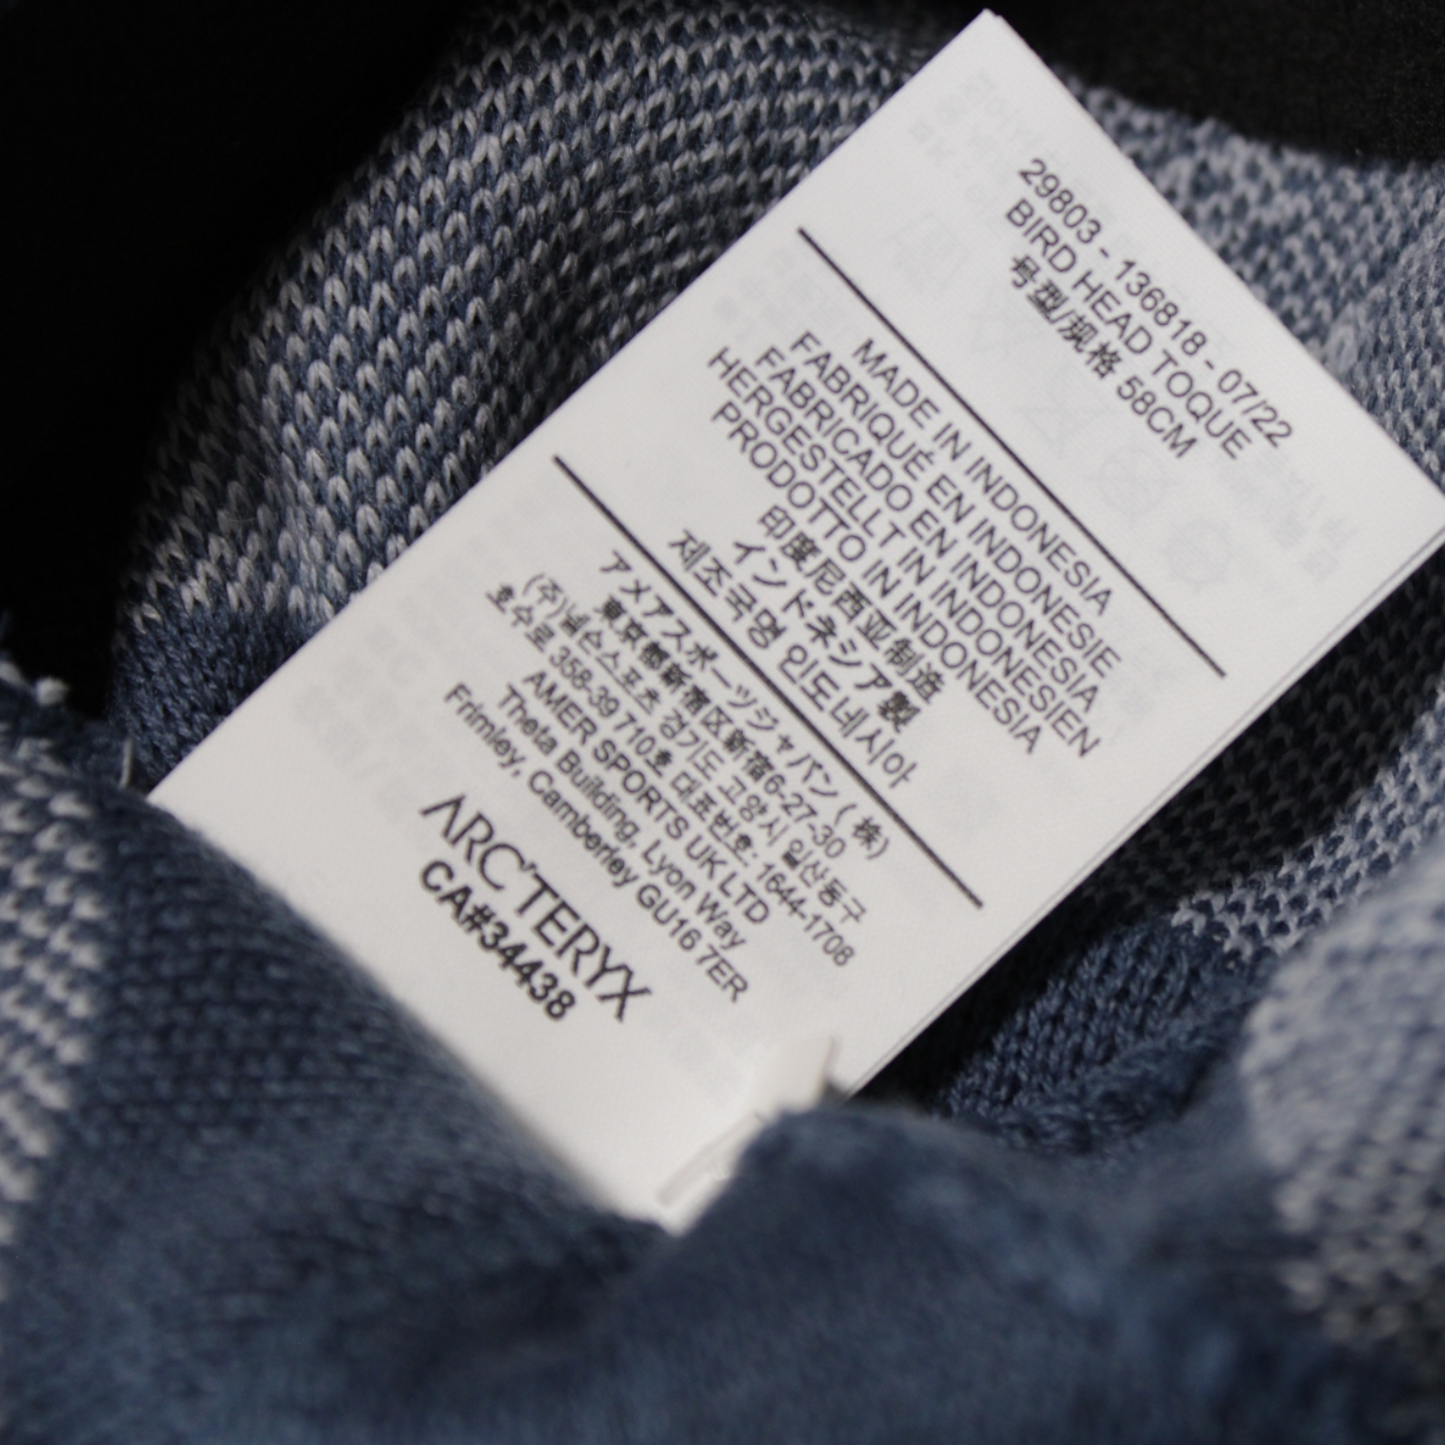 29803 - 136818 - 07/22
BIRD HEAD TOQUE
号型/规格 58CM
MADE IN INDONESIA
FABRIQUÉ EN INDONESIE
FABRICADO EN INDONESIA
HERGESTELLT IN INDONESIEN
PRODOTTO IN INDONESIA
印度尼西亚制造
インドネシア製
제조국명 인도네시아
アメアスポーツジャパン(株)
東京都新宿区新宿6-27-30
(주)넬슨스포츠 경기도 고양시 일산동구
호수로 358-39 710호 대표번호: 1644-1708
AMER SPORTS UK LTD
Theta Building, Lyon Way
Frimley, Camberley GU16 7ER
ARC'TERYX
CA#34438